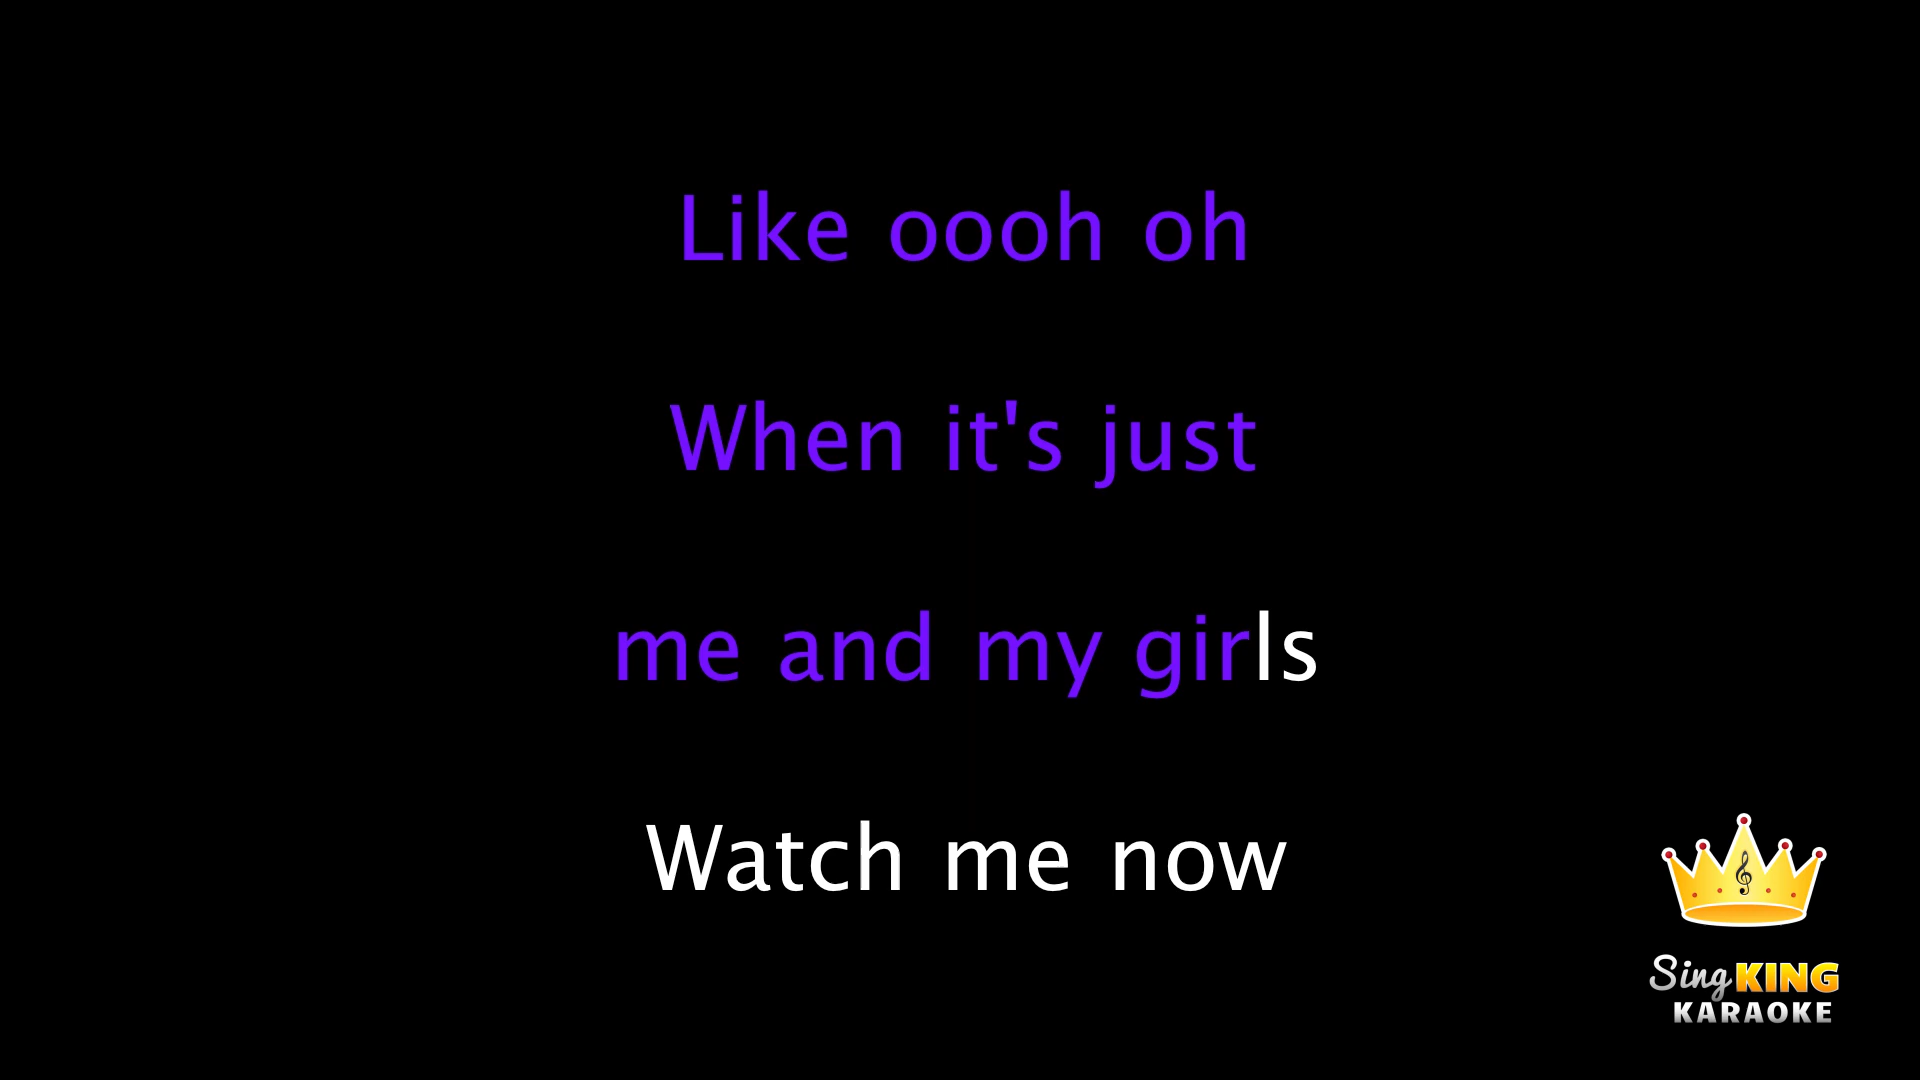 Like oooh oh
When it's just
me and my girls
Watch me now
Sing KING
KARAOKE